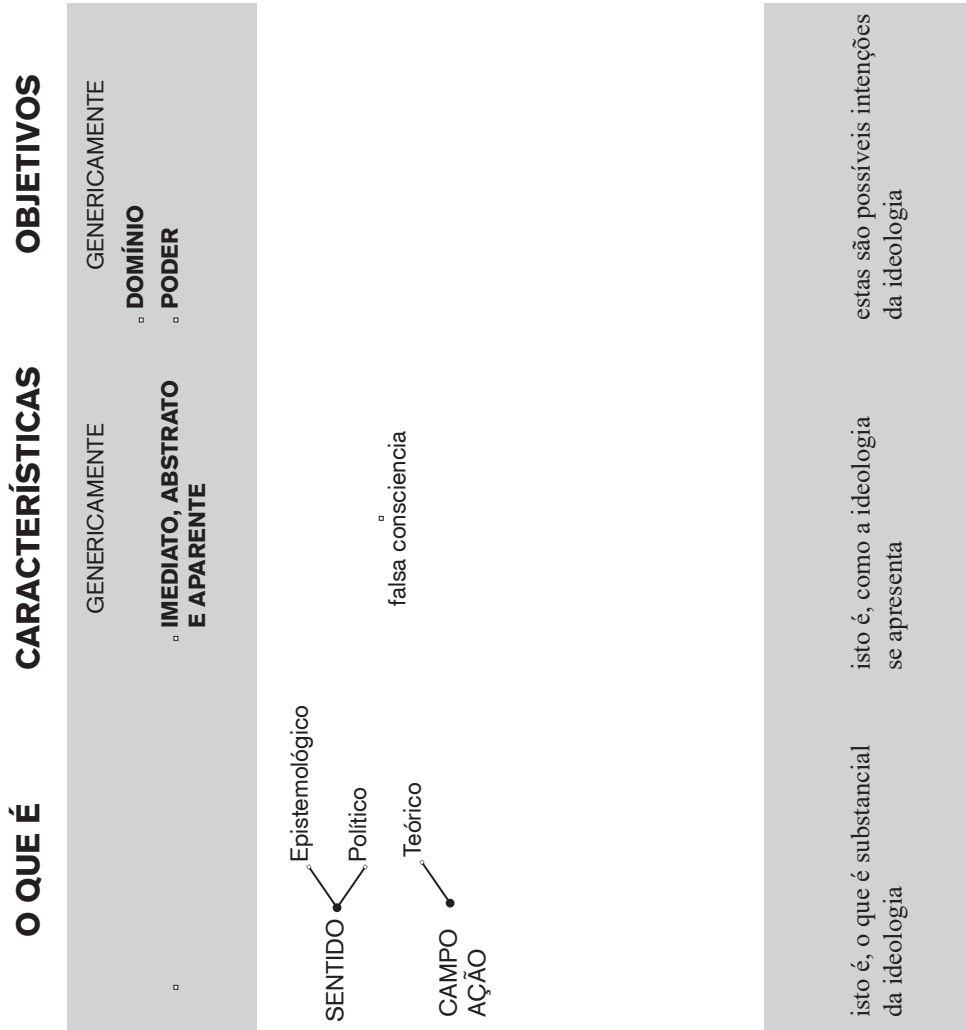 O QUE É
CARACTERÍSTICAS
OBJETIVOS
GENERICAMENTE
IMEDIATO, ABSTRATO
E APARENTE
GENERICAMENTE
DOMÍNIO
PODER
SENTIDO
Epistemológico
Político
CAMPO
AÇÃO
Teórico
falsa consciencia
isto é, o que é substancial
da ideologia
isto é, como a ideologia
se apresenta
estas são possíveis intenções
da ideologia